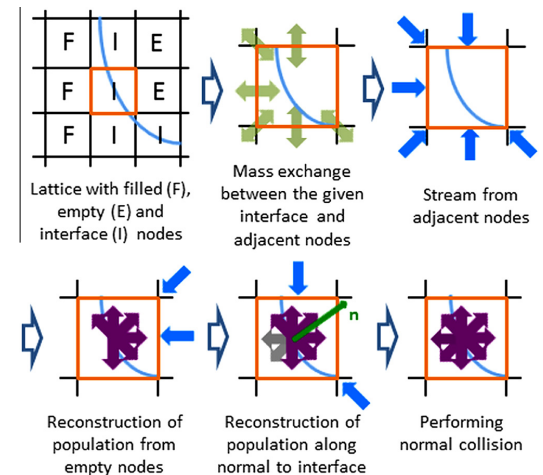 F I E
F I E
F I I
Lattice with filled (F),
empty (E) and
interface (I) nodes
Mass exchange
between the given
interface and
adjacent nodes
Stream from
adjacent nodes
n
Reconstruction of
population from
empty nodes
Reconstruction of
population along
normal to interface
Performing
normal collision